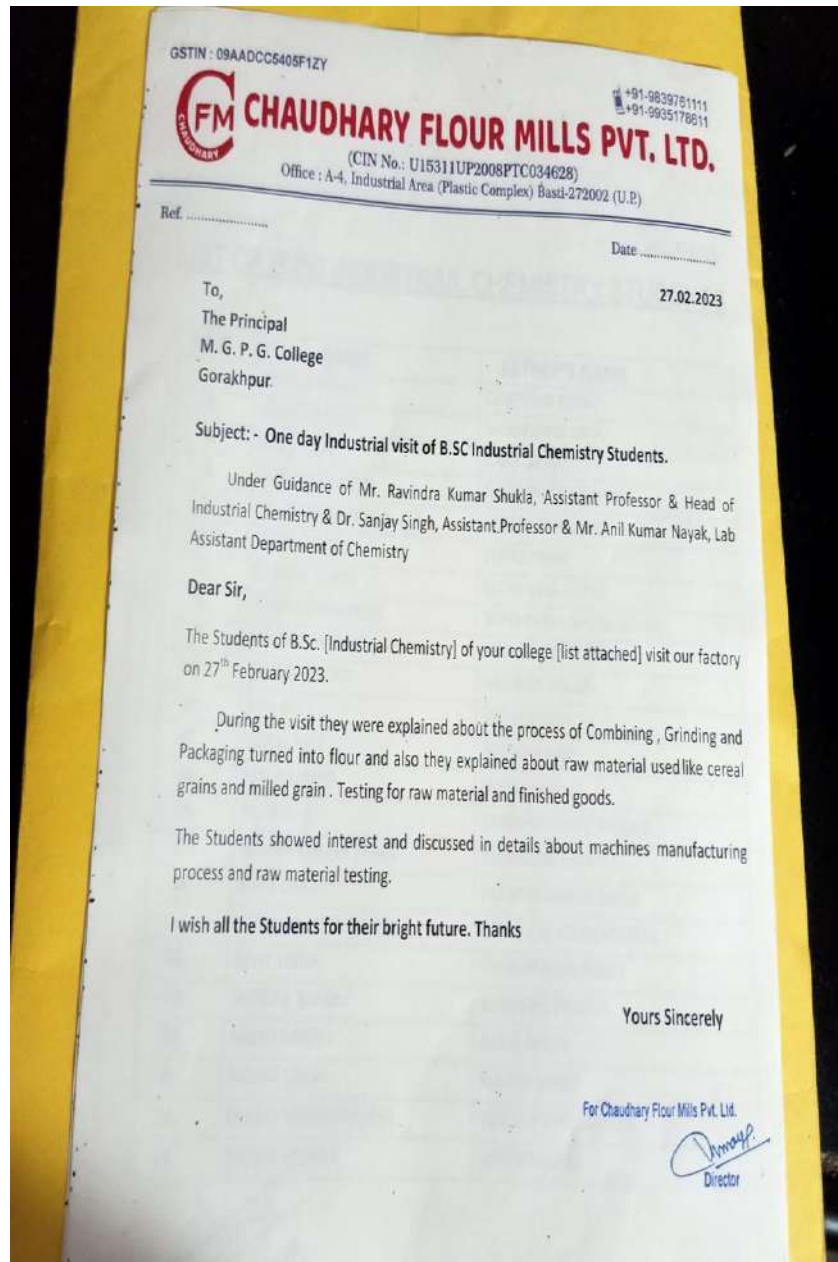 GSTIN : 09AADCC5405F1ZY
+91-9839761111
+91-9935178611
CFM
CHAUDHARY
CHAUDHARY FLOUR MILLS PVT. LTD.
(CIN No.: U15311UP2008PTC034628)
Office : A-4, Industrial Area (Plastic Complex) Basti-272002 (U.P.)
Ref. ........................
Date ......................
27.02.2023
To,
The Principal
M. G. P. G. College
Gorakhpur.
Subject: - One day Industrial visit of B.SC Industrial Chemistry Students.
Under Guidance of Mr. Ravindra Kumar Shukla, Assistant Professor & Head of
Industrial Chemistry & Dr. Sanjay Singh, Assistant Professor & Mr. Anil Kumar Nayak, Lab
Assistant Department of Chemistry
Dear Sir,
The Students of B.Sc. [Industrial Chemistry] of your college [list attached] visit our factory
on 27th February 2023.
During the visit they were explained about the process of Combining , Grinding and
Packaging turned into flour and also they explained about raw material used like cereal
grains and milled grain . Testing for raw material and finished goods.
The Students showed interest and discussed in details about machines manufacturing
process and raw material testing.
I wish all the Students for their bright future. Thanks
Yours Sincerely
For Chaudhary Flour Mills Pvt. Ltd.
Director